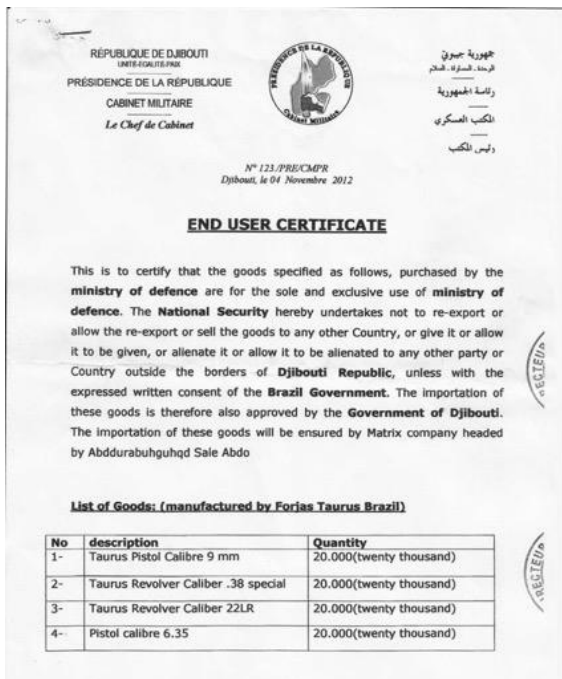 RÉPUBLIQUE DE DJIBOUTI
UNITE-EGALITE-PAIX
PRÉSIDENCE DE LA RÉPUBLIQUE
CABINET MILITAIRE
Le Chef de Cabinet
PRÉSIDENCE DE LA RÉPUBLIQUE
Cabinet Militaire
جمهورية جيبوتي
الوحدة . المساواة . السلام
رئاسة الجمهورية
المكتب العسكري
رئيس المكتب
N° 123/PRE/CMPR
Djibouti, le 04 Novembre 2012
END USER CERTIFICATE
This is to certify that the goods specified as follows, purchased by the
ministry of defence are for the sole and exclusive use of ministry of
defence. The National Security hereby undertakes not to re-export or
allow the re-export or sell the goods to any other Country, or give it or allow
it to be given, or alienate it or allow it to be alienated to any other party or
Country outside the borders of Djibouti Republic, unless with the
expressed written consent of the Brazil Government. The importation of
these goods is therefore also approved by the Government of Djibouti.
The importation of these goods will be ensured by Matrix company headed
by Abddurabuhguhqd Sale Abdo
List of Goods: (manufactured by Forjas Taurus Brazil)
No description Quantity
1- Taurus Pistol Calibre 9 mm 20.000(twenty thousand)
2- Taurus Revolver Caliber .38 special 20.000(twenty thousand)
3- Taurus Revolver Caliber 22LR 20.000(twenty thousand)
4- Pistol calibre 6.35 20.000(twenty thousand)